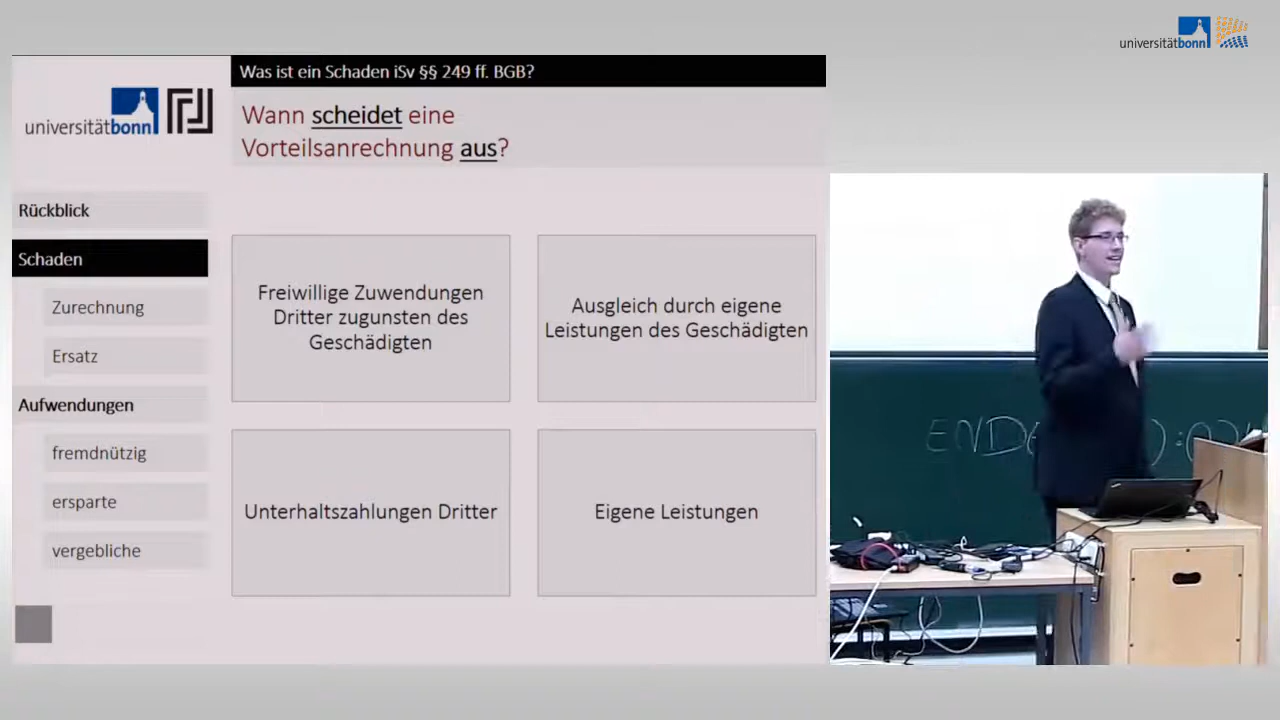 universitätbonn
Was ist ein Schaden iSv §§ 249 ff. BGB?
universitätbonn
Wann scheidet eine
Vorteilsanrechnung aus?
Rückblick
Schaden
Zurechnung
Ersatz
Aufwendungen
fremdnützig
ersparte
vergebliche
Freiwillige Zuwendungen
Dritter zugunsten des
Geschädigten
Ausgleich durch eigene
Leistungen des Geschädigten
Unterhaltszahlungen Dritter
Eigene Leistungen